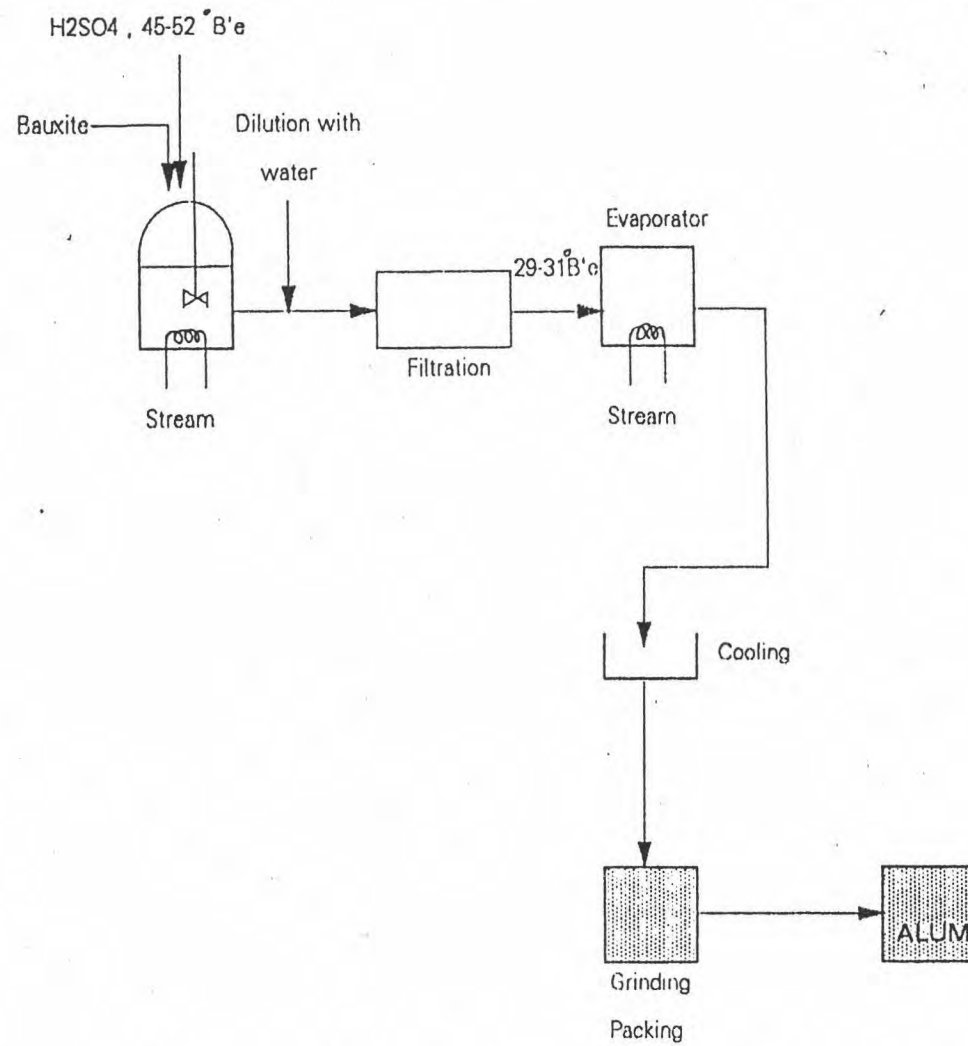 H2SO4 , 45-52 °B'e
Bauxite
Dilution with
water
Evaporator
29-31°B'e
Filtration
Stream
Stream
Cooling
Grinding
Packing
ALUM